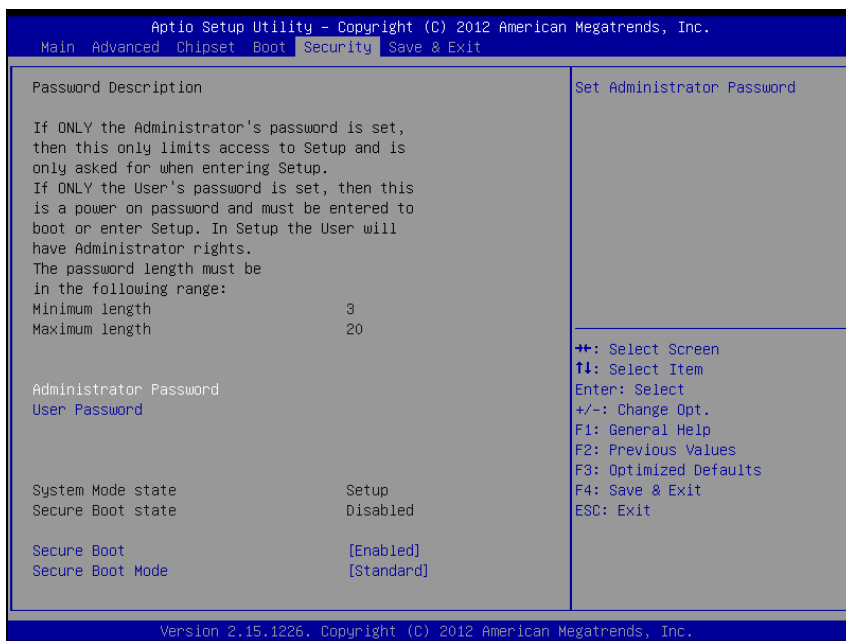 Aptio Setup Utility – Copyright (C) 2012 American Megatrends, Inc.
Main Advanced Chipset Boot Security Save & Exit
Password Description
If ONLY the Administrator's password is set,
then this only limits access to Setup and is
only asked for when entering Setup.
If ONLY the User's password is set, then this
is a power on password and must be entered to
boot or enter Setup. In Setup the User will
have Administrator rights.
The password length must be
in the following range:
Minimum length 3
Maximum length 20
Administrator Password
User Password
System Mode state Setup
Secure Boot state Disabled
Secure Boot [Enabled]
Secure Boot Mode [Standard]
Set Administrator Password
→←: Select Screen
↑↓: Select Item
Enter: Select
+/-: Change Opt.
F1: General Help
F2: Previous Values
F3: Optimized Defaults
F4: Save & Exit
ESC: Exit
Version 2.15.1226. Copyright (C) 2012 American Megatrends, Inc.